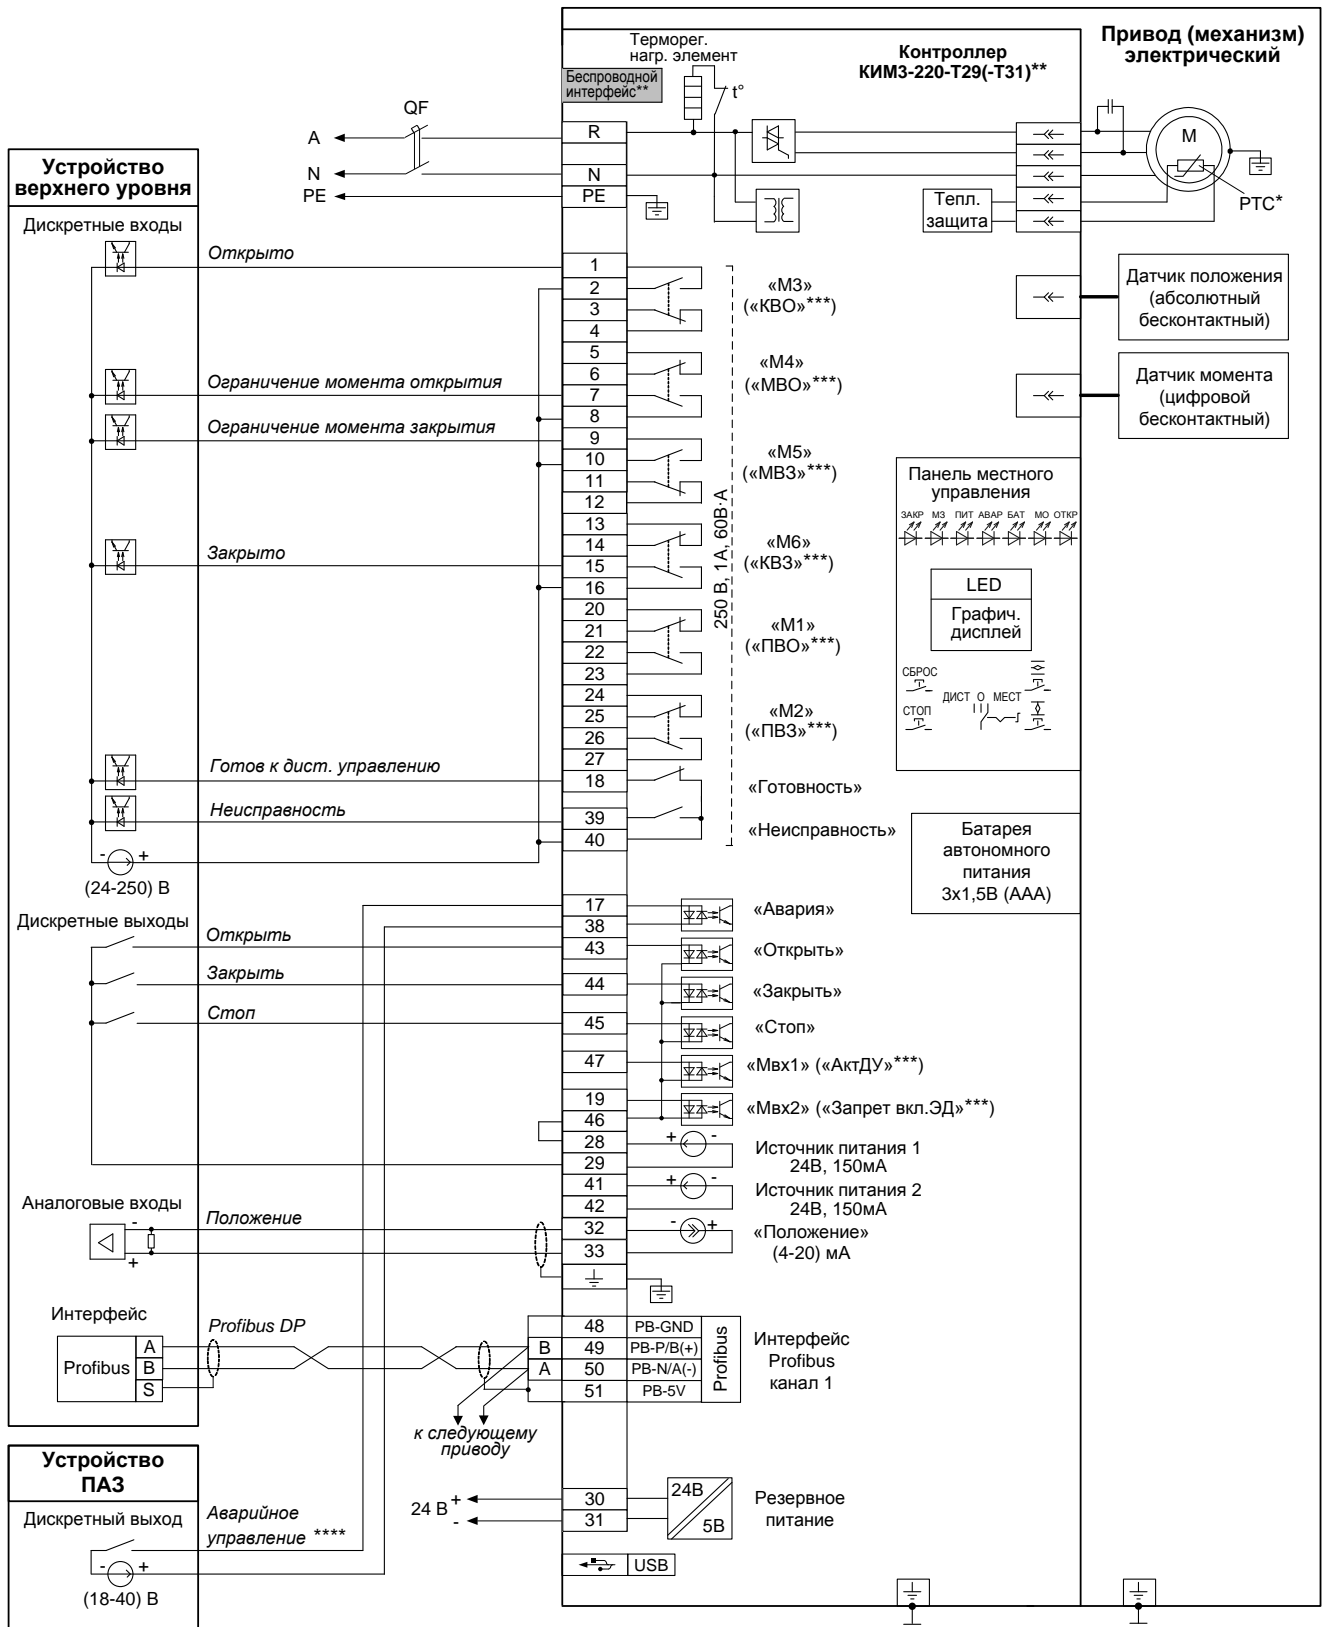 Терморег.
нагр. элемент
Контроллер
КИМ3-220-Т29(-Т31)**
Привод (механизм)
электрический
Беспроводной
интерфейс**
t°
QF
A
R
M
N
N
PE
PE
Тепл.
защита
РТС*
Устройство
верхнего уровня
Дискретные входы
Открыто
1
2
3
4
«М3»
(«КВО»***)
Датчик положения
(абсолютный
бесконтактный)
5
6
7
8
«М4»
(«МВО»***)
Ограничение момента открытия
Датчик момента
(цифровой
бесконтактный)
Ограничение момента закрытия
9
10
11
12
«М5»
(«МВЗ»***)
250 В, 1А, 60В·А
Панель местного
управления
ЗАКР МЗ ПИТ АВАР БАТ МО ОТКР
Закрыто
13
14
15
16
«М6»
(«КВЗ»***)
LED
Графич.
дисплей
20
21
22
23
«М1»
(«ПВО»***)
СБРОС
СТОП
ДИСТ О МЕСТ
24
25
26
27
«М2»
(«ПВЗ»***)
Готов к дист. управлению
18
«Готовность»
Неисправность
39
40
«Неисправность»
Батарея
автономного
питания
3х1,5В (ААА)
- +
(24-250) В
Дискретные выходы
17
38
«Авария»
Открыть
43
«Открыть»
Закрыть
44
«Закрыть»
Стоп
45
«Стоп»
47
«Мвх1» («АктДУ»***)
19
46
«Мвх2» («Запрет вкл.ЭД»***)
28
29
+ -
Источник питания 1
24В, 150мА
41
42
+ -
Источник питания 2
24В, 150мА
Аналоговые входы
-
+
Положение
32
33
- +
«Положение»
(4-20) мА
Интерфейс
Profibus
A
B
S
Profibus DP
B
A
48
49
50
51
PB-GND
PB-P/B(+)
PB-N/A(-)
PB-5V
Profibus
Интерфейс
Profibus
канал 1
к следующему
приводу
Устройство
ПАЗ
Дискретный выход
- +
(18-40) В
Аварийное
управление ****
24 В
+
-
30
31
24В
5В
Резервное
питание
USB